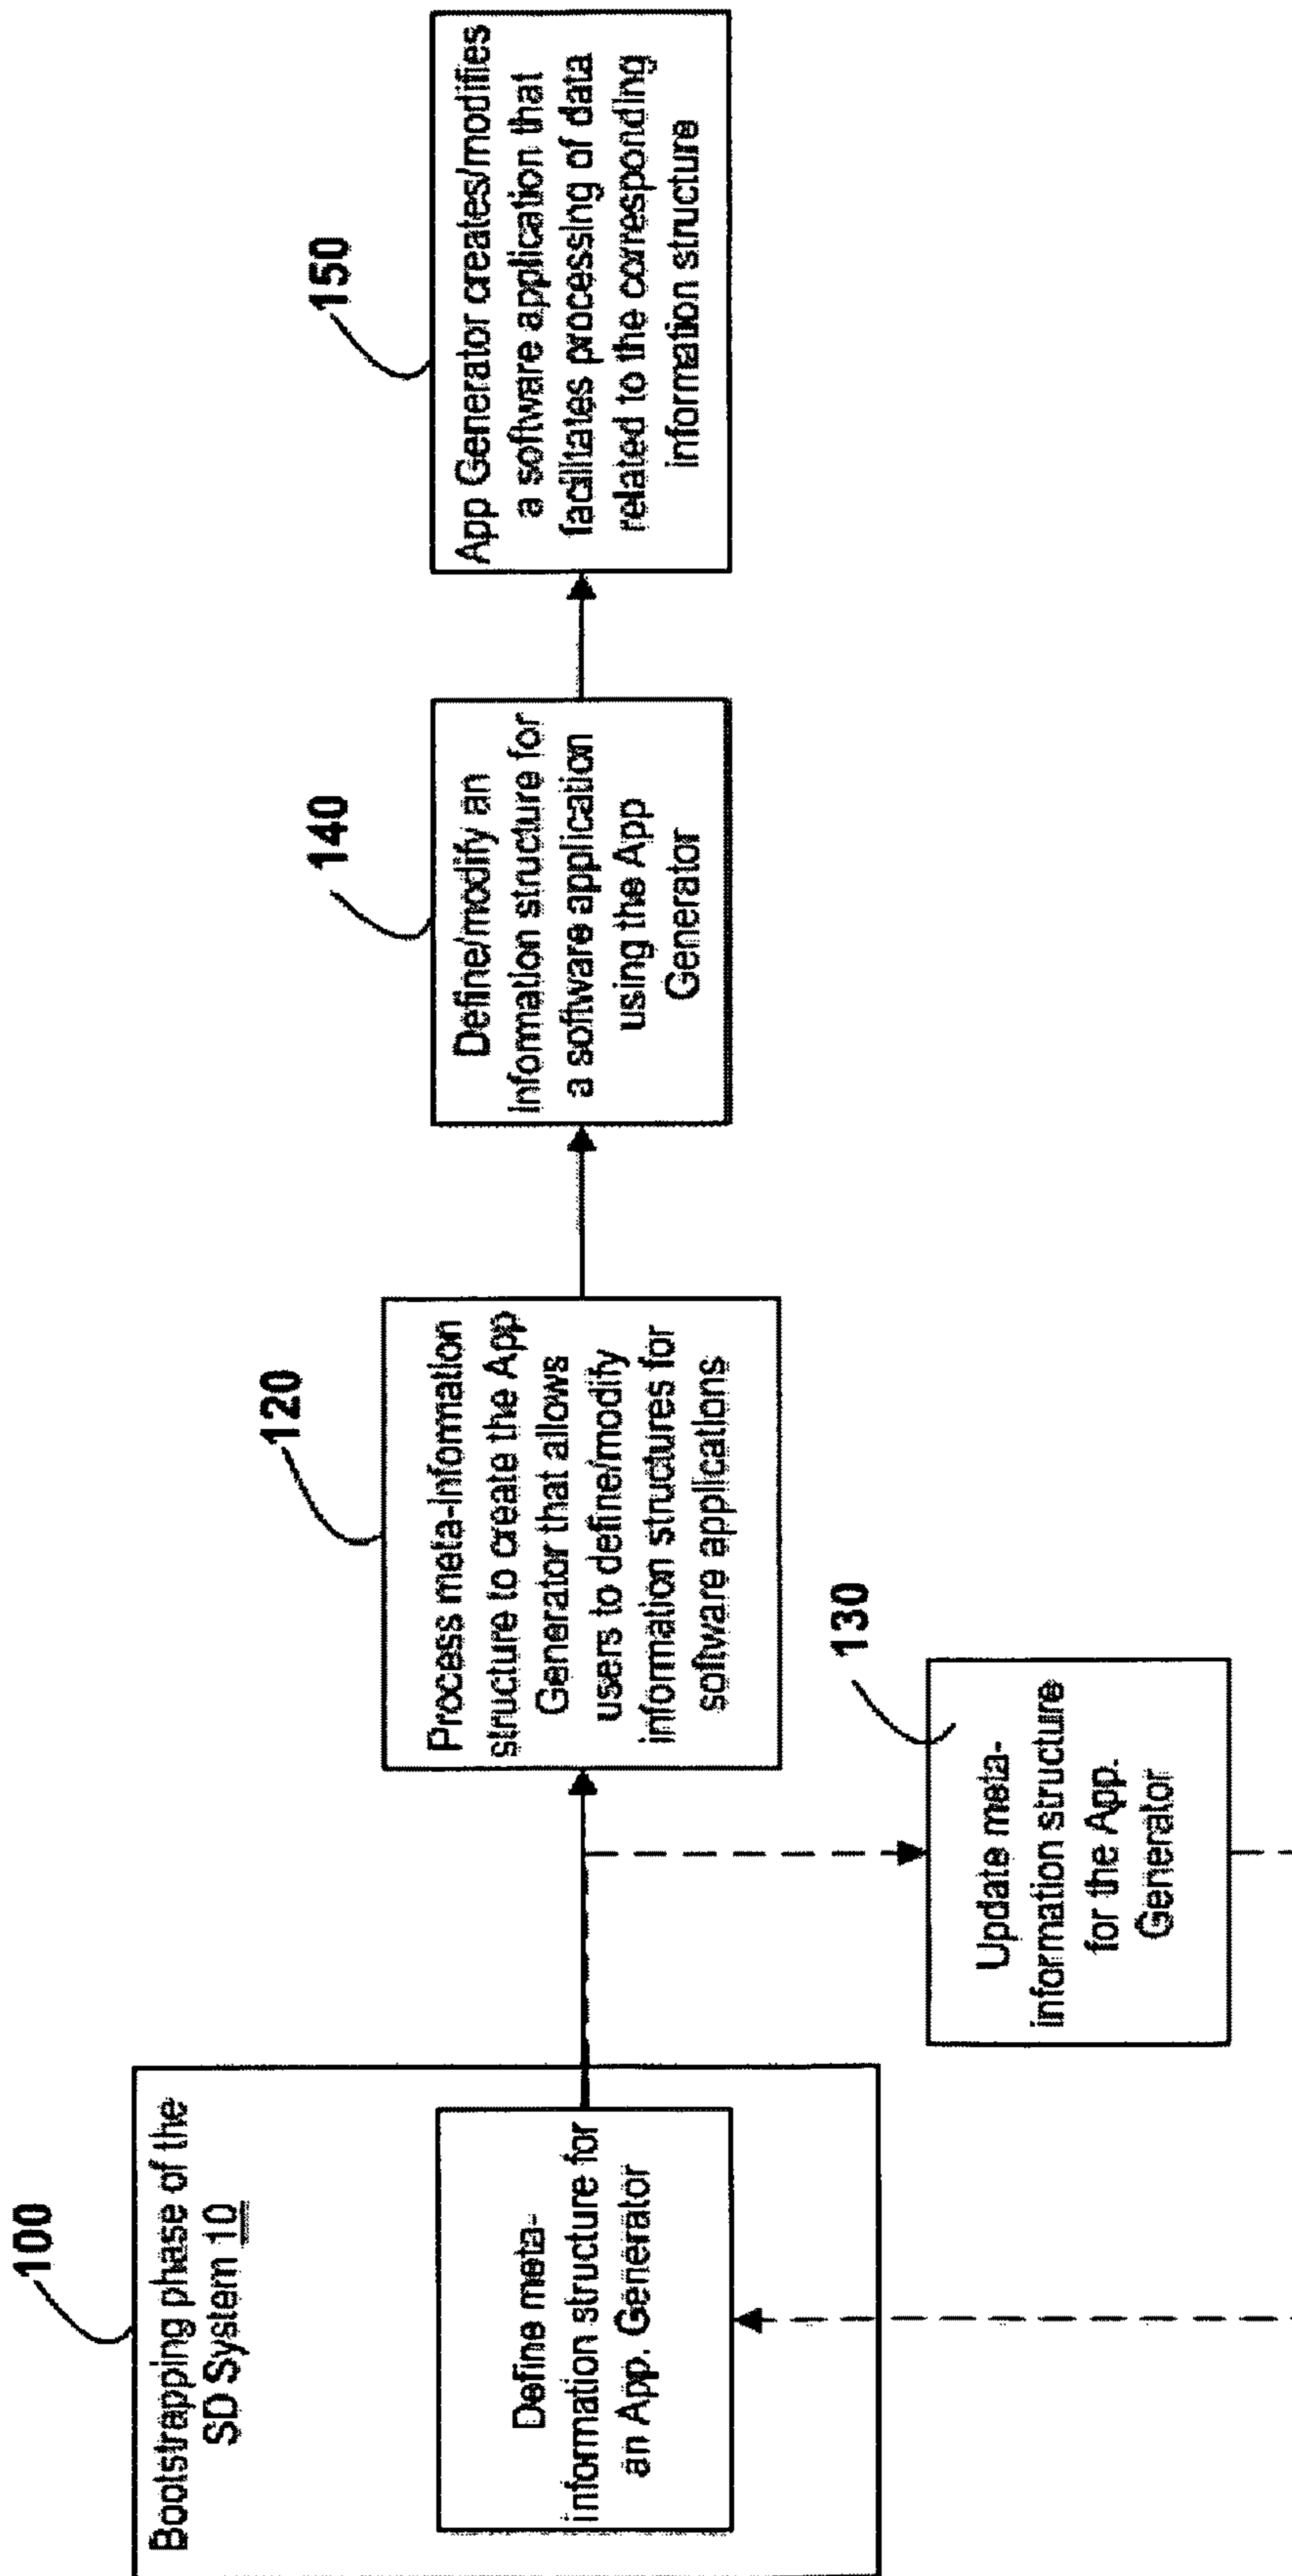 100
Bootstrapping phase of the
SD System 10
Define meta-
information structure for
an App. Generator
120
Process meta-information
structure to create the App
Generator that allows
users to define/modify
information structures for
software applications
130
Update meta-
information structure
for the App.
Generator
140
Define/modify an
information structure for
a software application
using the App
Generator
150
App Generator creates/modifies
a software application that
facilitates processing of data
related to the corresponding
information structure